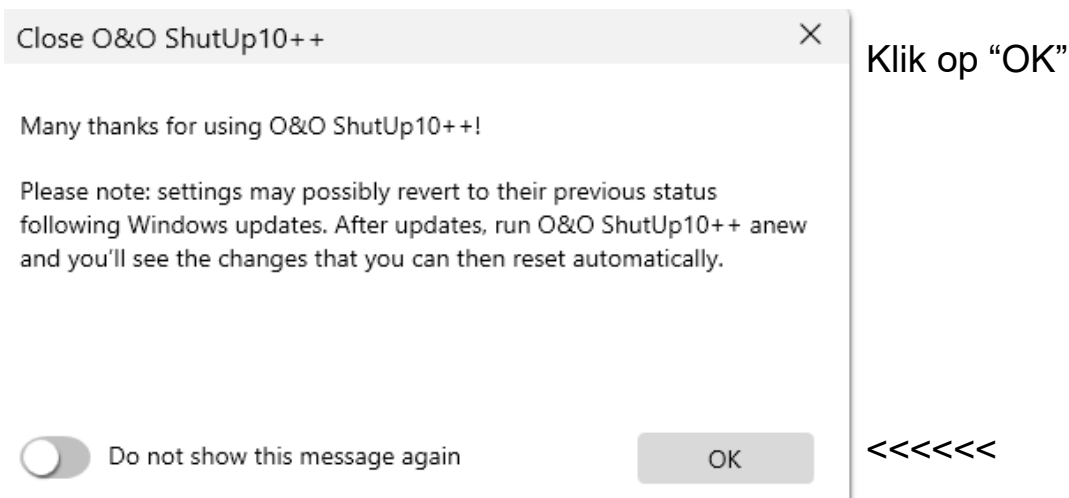 Close O&O ShutUp10++
Klik op “OK”
Many thanks for using O&O ShutUp10++!
Please note: settings may possibly revert to their previous status
following Windows updates. After updates, run O&O ShutUp10++ anew
and you’ll see the changes that you can then reset automatically.
Do not show this message again
OK
<<<<<<